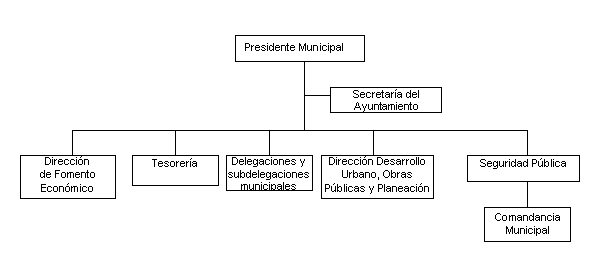 Presidente Municipal
Secretaría del
Ayuntamiento
Dirección
de Fomento
Económico
Tesorería
Delegaciones y
subdelegaciones
municipales
Dirección Desarrollo
Urbano, Obras
Públicas y Planeación
Seguridad Pública
Comandancia
Municipal